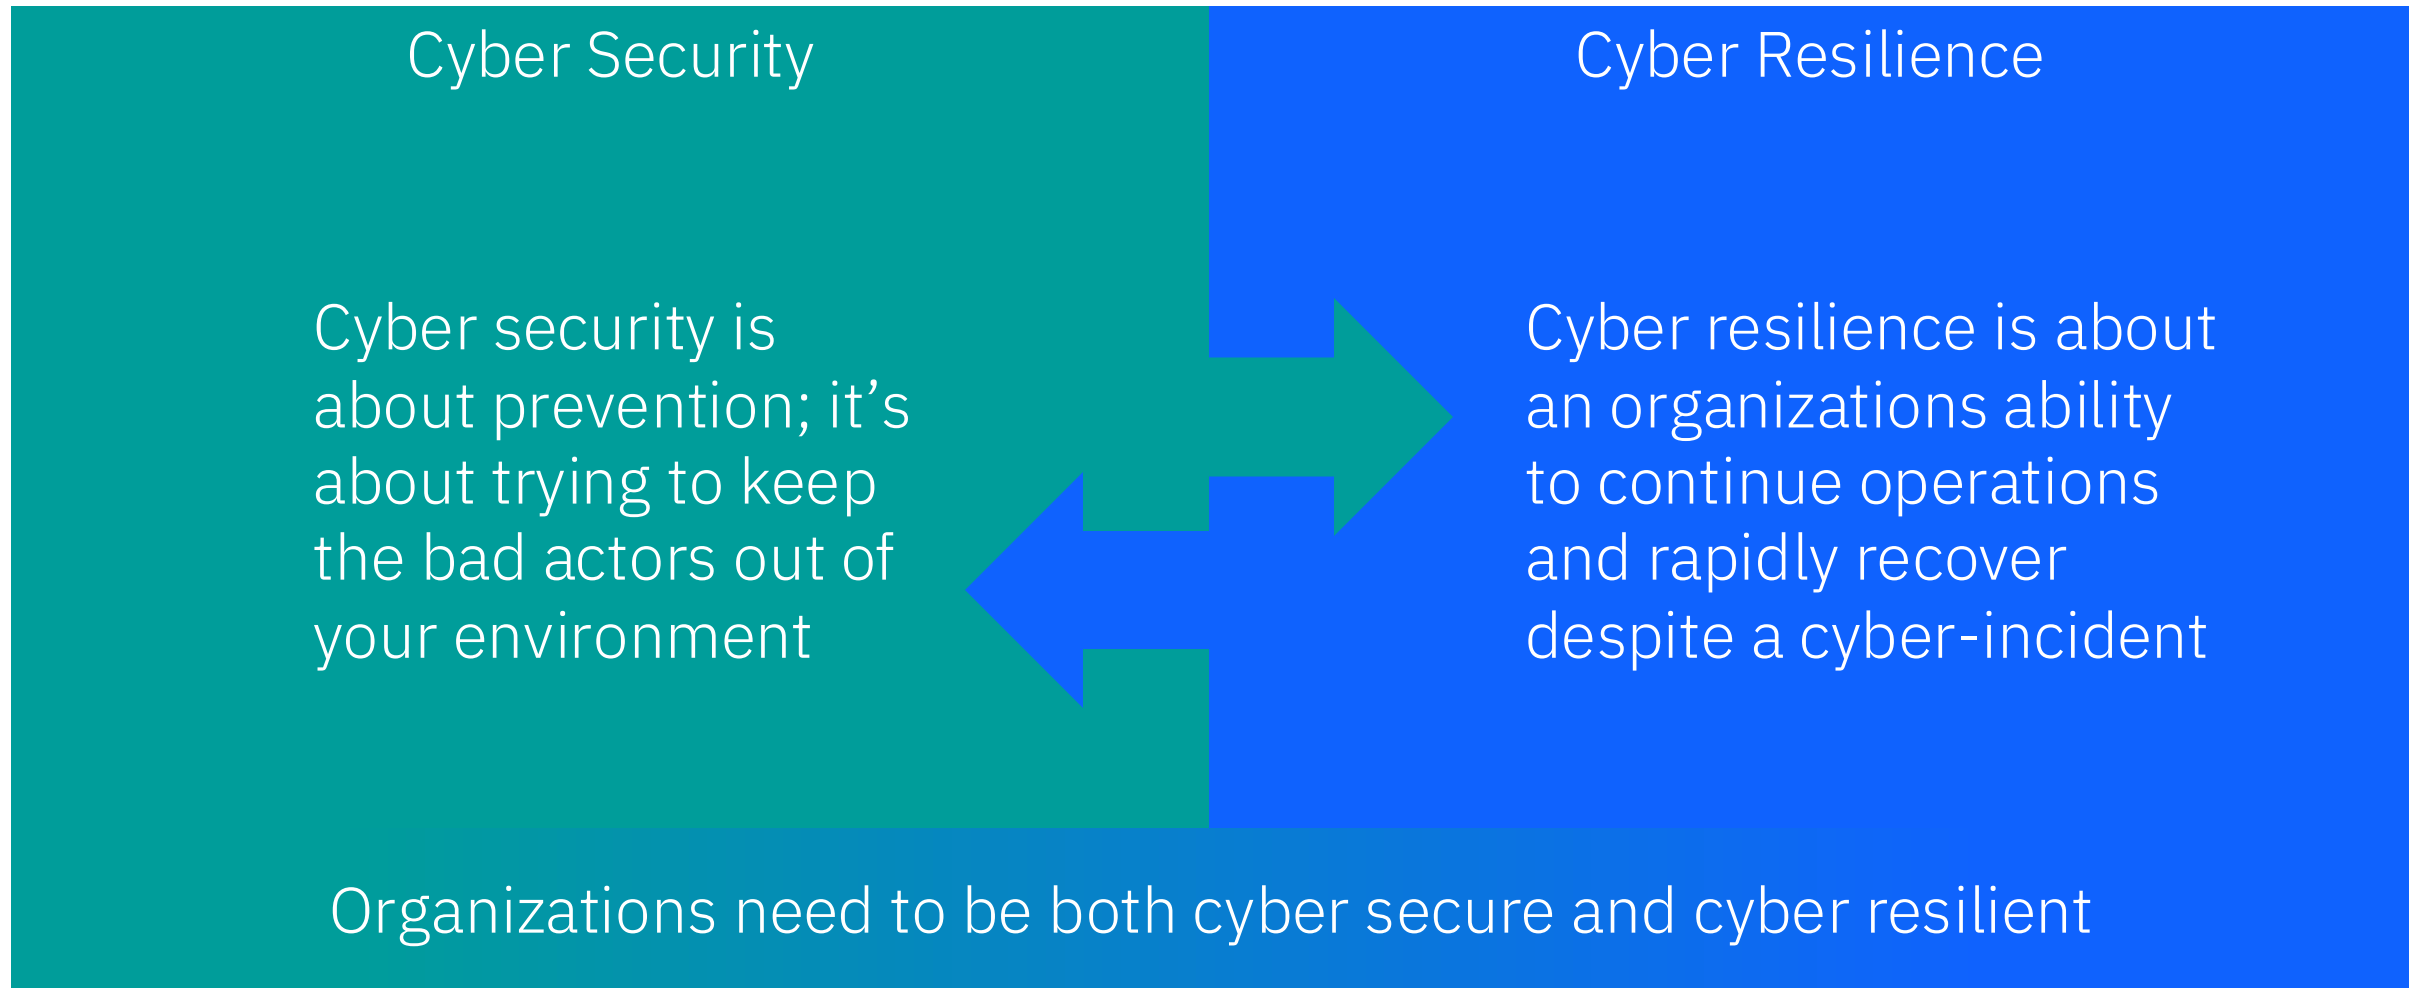 Cyber Security
Cyber Resilience
Cyber security is
about prevention; it’s
about trying to keep
the bad actors out of
your environment
Cyber resilience is about
an organizations ability
to continue operations
and rapidly recover
despite a cyber-incident
Organizations need to be both cyber secure and cyber resilient